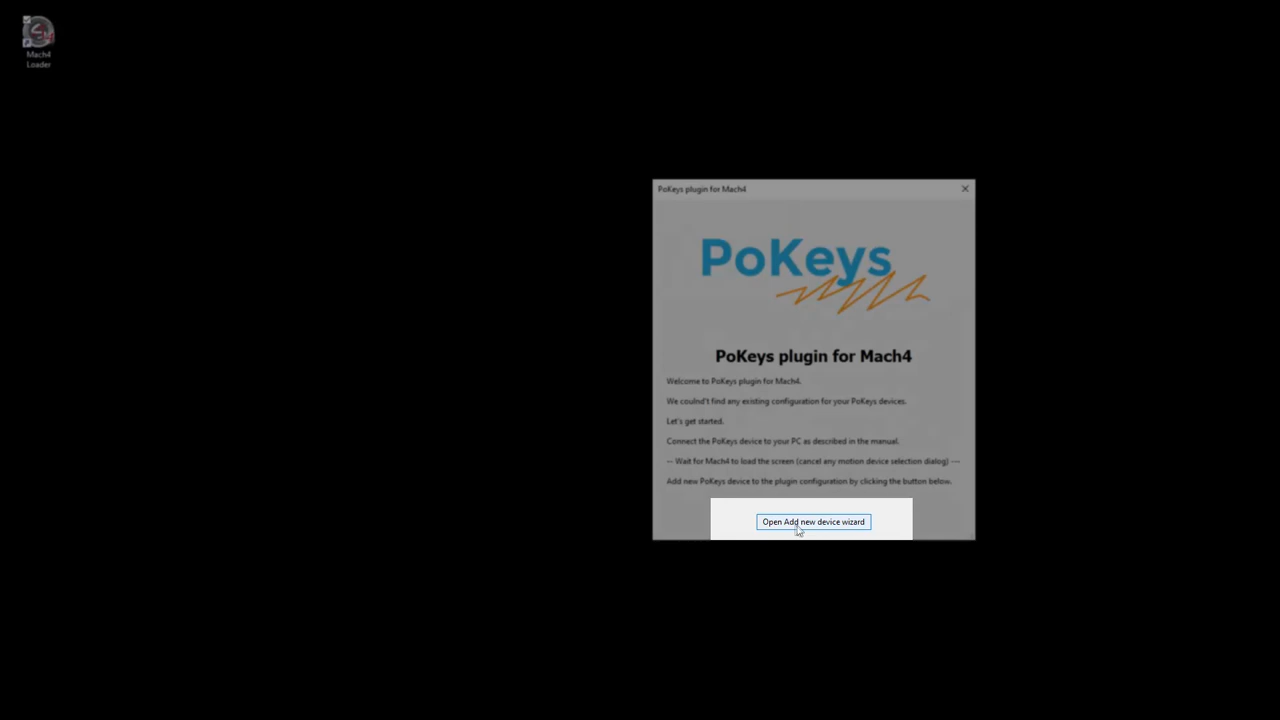 Mach4
Loader
PoKeys plugin for Mach4
PoKeys
PoKeys plugin for Mach4
Welcome to PoKeys plugin for Mach4.
We coulnd't find any existing configuration for your PoKeys devices.
Let's get started.
Connect the PoKeys device to your PC as described in the manual.
--- Wait for Mach4 to load the screen (cancel any motion device selection dialog) ---
Add new PoKeys device to the plugin configuration by clicking the button below.
Open Add new device wizard